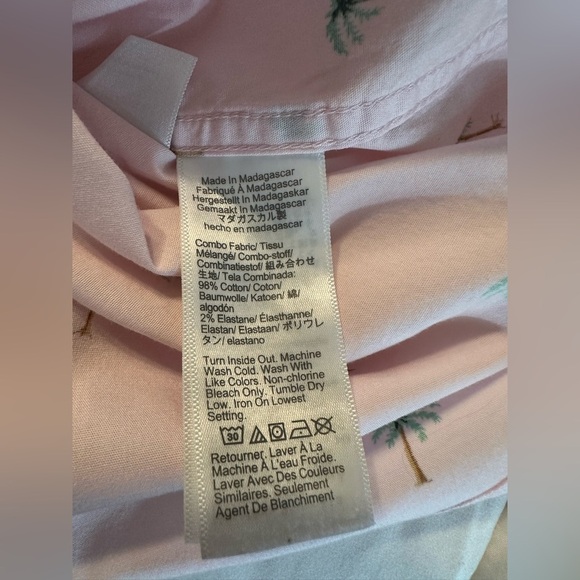 Made In Madagascar
Fabriqué À Madagascar
Hergestellt In Madagaskar
Gemaakt In Madagascar
マダガスカル製
hecho en madagascar
Combo Fabric/ Tissu
Mélangé/ Combo-stoff/
Combinatiestof/ 組み合わせ
生地/ Tela Combinada:
98% Cotton/ Coton/
Baumwolle/ Katoen/ 綿/
algodón
2% Elastane/ Élasthanne/
Elastan/ Elastaan/ ポリウレ
タン/ elastano
Turn Inside Out. Machine
Wash Cold. Wash With
Like Colors. Non-chlorine
Bleach Only. Tumble Dry
Low. Iron On Lowest
Setting.
30
Retourner. Laver À La
Machine À L'eau Froide.
Laver Avec Des Couleurs
Similaires. Seulement
Agent De Blanchiment